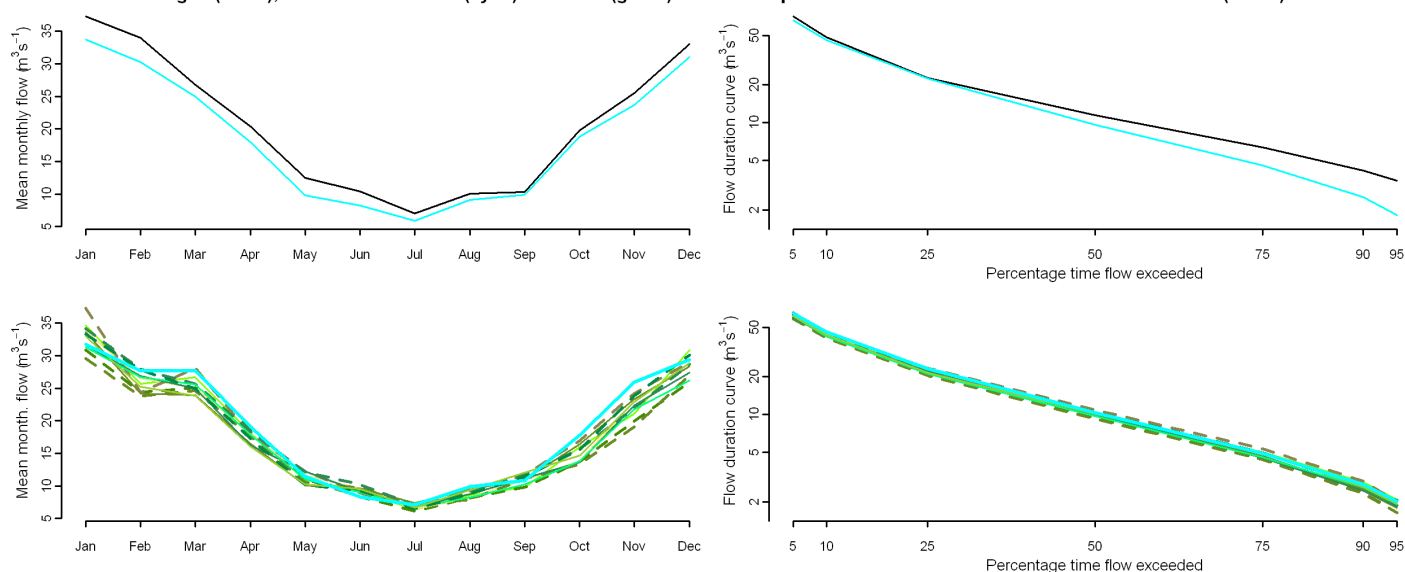 Mean monthly flow (m³s⁻¹)
5 10 15 20 25 30 35
Jan Feb Mar Apr May Jun Jul Aug Sep Oct Nov Dec
Flow duration curve (m³s⁻¹)
2 5 10 20 50
5 10 25 50 75 90 95
Percentage time flow exceeded
Mean month. flow (m³s⁻¹)
5 10 15 20 25 30 35
Jan Feb Mar Apr May Jun Jul Aug Sep Oct Nov Dec
Flow duration curve (m³s⁻¹)
2 5 10 20 50
5 10 25 50 75 90 95
Percentage time flow exceeded